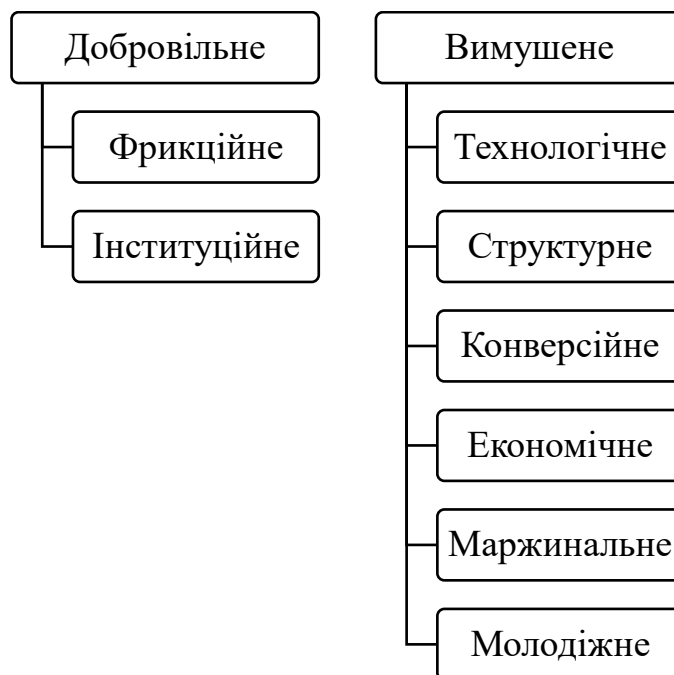 Добровільне
Фрикційне
Інституційне
Вимушене
Технологічне
Структурне
Конверсійне
Економічне
Маржинальне
Молодіжне